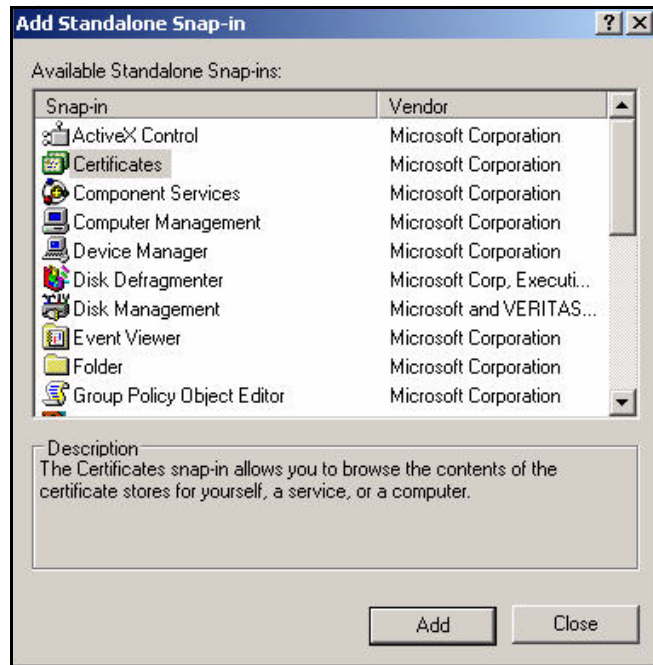 Add Standalone Snap-in
Available Standalone Snap-ins:
Snap-in Vendor
ActiveX Control Microsoft Corporation
Certificates Microsoft Corporation
Component Services Microsoft Corporation
Computer Management Microsoft Corporation
Device Manager Microsoft Corporation
Disk Defragmenter Microsoft Corp, Executi...
Disk Management Microsoft and VERITAS...
Event Viewer Microsoft Corporation
Folder Microsoft Corporation
Group Policy Object Editor Microsoft Corporation
Description
The Certificates snap-in allows you to browse the contents of the
certificate stores for yourself, a service, or a computer.
Add Close